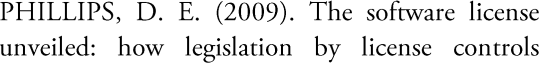 PHILLIPS, D. E. (2009). The software license
unveiled: how legislation by license controls